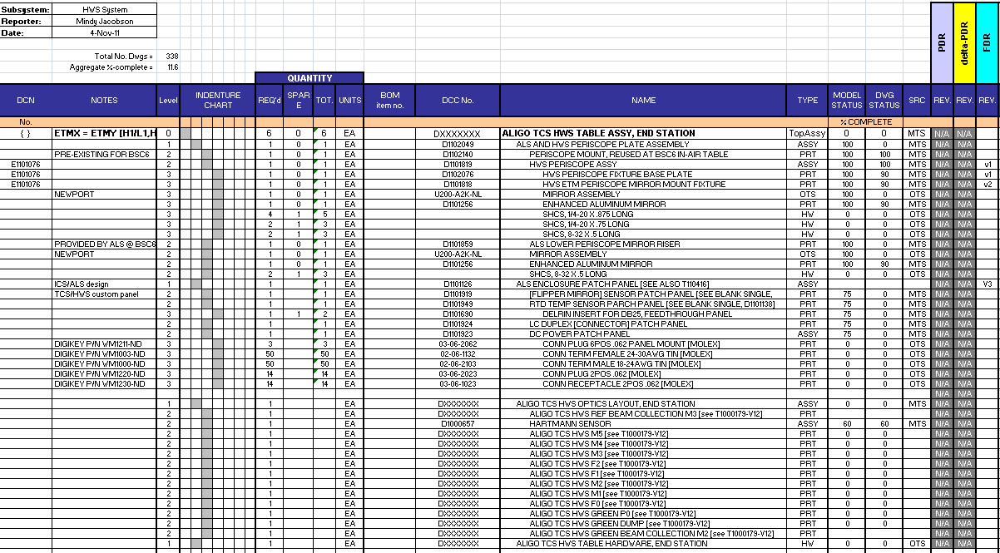 Subsystem: HWS System
Reporter: Mindy Jacobson
Date: 4-Nov-11
PDR delta-PDR FDR
Total No. Dwgs = 338
Aggregate %-complete = 11.6
QUANTITY
DCN NOTES Level INDENTURE CHART REQ'd SPARE TOT. UNITS BOM item no. DCC No. NAME TYPE MODEL STATUS DWG STATUS SRC REV. REV. REV.
No. % COMPLETE
{ } ETMX = ETMY [H1/L1,H 0 6 0 6 EA DXXXXXXX ALIGO TCS HWS TABLE ASSY, END STATION TopAssy 0 0 MTS N/A N/A
1 1 0 1 EA D1102049 ALS AND HWS PERISCOPE PLATE ASSEMBLY ASSY 100 0 MTS N/A N/A
PRE-EXISTING FOR BSC6 2 1 0 1 EA D1102140 PERISCOPE MOUNT, REUSED AT BSC6 IN-AIR TABLE PRT 100 100 MTS N/A N/A
E1101076 2 1 0 1 EA D1101819 HWS PERISCOPE ASSY ASSY 100 100 MTS N/A N/A v1
E1101076 3 1 0 1 EA D1102076 HWS PERISCOPE FIXTURE BASE PLATE PRT 100 90 MTS N/A N/A v1
E1101076 3 1 0 1 EA D1101818 HWS ETM PERISCOPE MIRROR MOUNT FIXTURE PRT 100 90 MTS N/A N/A v2
NEWPORT 3 1 0 1 EA U200-A2K-NL MIRROR ASSEMBLY OTS 100 0 OTS N/A N/A
3 1 0 1 EA D1101256 ENHANCED ALUMINUM MIRROR PRT 100 90 MTS N/A N/A
3 4 1 5 EA SHCS, 1/4-20 X .875 LONG HW 0 0 OTS N/A N/A
3 2 1 3 EA SHCS, 1/4-20 X .75 LONG HW 0 0 OTS N/A N/A
3 2 1 3 EA SHCS, 8-32 X .5 LONG HW 0 0 OTS N/A N/A
PROVIDED BY ALS @ BSC6 2 1 0 1 EA D1101859 ALS LOWER PERISCOPE MIRROR RISER PRT 100 0 MTS N/A N/A
NEWPORT 2 1 0 1 EA U200-A2K-NL MIRROR ASSEMBLY OTS 100 0 OTS N/A N/A
2 1 0 1 EA D1101256 ENHANCED ALUMINUM MIRROR PRT 100 90 MTS N/A N/A
2 2 1 3 EA SHCS, 8-32 X .5 LONG HW 0 0 OTS N/A N/A
ICS/ALS design 1 1 1 EA D1101126 ALS ENCLOSURE PATCH PANEL [SEE ALSO T110416] ASSY N/A N/A V3
TCS/HWS custom panel 2 1 1 EA D1101919 [FLIPPER MIRROR] SENSOR PATCH PANEL [SEE BLANK SINGLE, PRT 75 0 MTS N/A N/A
2 1 1 EA D1101949 RTD TEMP SENSOR PARCH PANEL [SEE BLANK SINGLE, D1101138] PRT 75 0 MTS N/A N/A
3 1 1 2 EA D1101690 DELRIN INSERT FOR DB25, FEEDTHROUGH PANEL PRT 75 0 MTS N/A N/A
2 1 1 EA D1101924 LC DUPLEX [CONNECTOR] PATCH PANEL PRT 75 0 MTS N/A N/A
2 1 1 EA D1101923 DC POWER PATCH PANEL ASSY 75 0 MTS N/A N/A
DIGIKEY P/N WM1211-ND 3 3 3 EA 03-06-2062 CONN PLUG 6POS .062 PANEL MOUNT [MOLEX] PRT 0 0 OTS N/A N/A
DIGIKEY P/N WM1003-ND 3 50 50 EA 02-06-1132 CONN TERM FEMALE 24-30AWG TIN [MOLEX] PRT 0 0 OTS N/A N/A
DIGIKEY P/N WM1000-ND 3 50 50 EA 02-06-2103 CONN TERM MALE 18-24AWG TIN [MOLEX] PRT 0 0 OTS N/A N/A
DIGIKEY P/N WM1220-ND 3 14 14 EA 03-06-2023 CONN PLUG 2POS .062 [MOLEX] PRT 0 0 OTS N/A N/A
DIGIKEY P/N WM1230-ND 3 14 14 EA 03-06-1023 CONN RECEPTACLE 2POS .062 [MOLEX] PRT 0 0 OTS N/A N/A
N/A N/A
1 1 EA DXXXXXXX ALIGO TCS HWS OPTICS LAYOUT, END STATION ASSY 0 0 MTS N/A N/A
2 1 EA DXXXXXXX ALIGO TCS HWS REF BEAM COLLECTION M3 [see T1000179-V12] PRT N/A N/A
2 1 EA D1000657 HARTMANN SENSOR ASSY 60 60 MTS N/A N/A
2 1 EA DXXXXXXX ALIGO TCS HWS M5 [see T1000179-V12] PRT 0 0 N/A N/A
2 1 EA DXXXXXXX ALIGO TCS HWS M4 [see T1000179-V12] PRT 0 0 N/A N/A
2 1 EA DXXXXXXX ALIGO TCS HWS M3 [see T1000179-V12] PRT 0 0 N/A N/A
2 1 EA DXXXXXXX ALIGO TCS HWS F2 [see T1000179-V12] PRT 0 0 N/A N/A
2 1 EA DXXXXXXX ALIGO TCS HWS F1 [see T1000179-V12] PRT 0 0 N/A N/A
2 1 EA DXXXXXXX ALIGO TCS HWS M2 [see T1000179-V12] PRT 0 0 N/A N/A
2 1 EA DXXXXXXX ALIGO TCS HWS M1 [see T1000179-V12] PRT 0 0 N/A N/A
2 1 EA DXXXXXXX ALIGO TCS HWS F0 [see T1000179-V12] PRT 0 0 N/A N/A
2 1 EA DXXXXXXX ALIGO TCS HWS GREEN P0 [see T1000179-V12] PRT 0 0 N/A N/A
2 1 EA DXXXXXXX ALIGO TCS HWS GREEN DUMP [see T1000179-V12] PRT 0 0 N/A N/A
2 1 EA DXXXXXXX ALIGO TCS HWS GREEN BEAM COLLECTION M2 [see T1000179-V12] PRT N/A N/A
1 1 EA DXXXXXXX ALIGO TCS HWS TABLE HARDWARE, END STATION HW 0 0 OTS N/A N/A